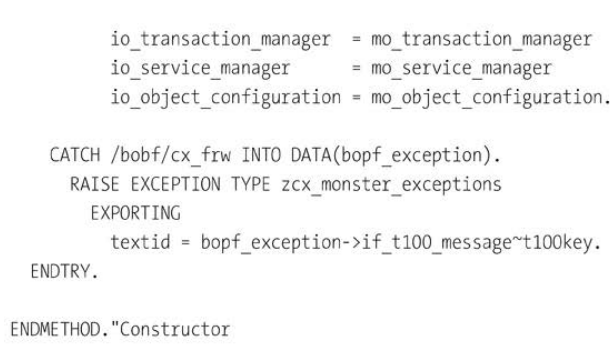 io_transaction_manager = mo_transaction_manager
io_service_manager = mo_service_manager
io_object_configuration = mo_object_configuration.
CATCH /bobf/cx_frw INTO DATA(bopf_exception).
RAISE EXCEPTION TYPE zcx_monster_exceptions
EXPORTING
textid = bopf_exception->if_t100_message~t100key.
ENDTRY.
ENDMETHOD."Constructor